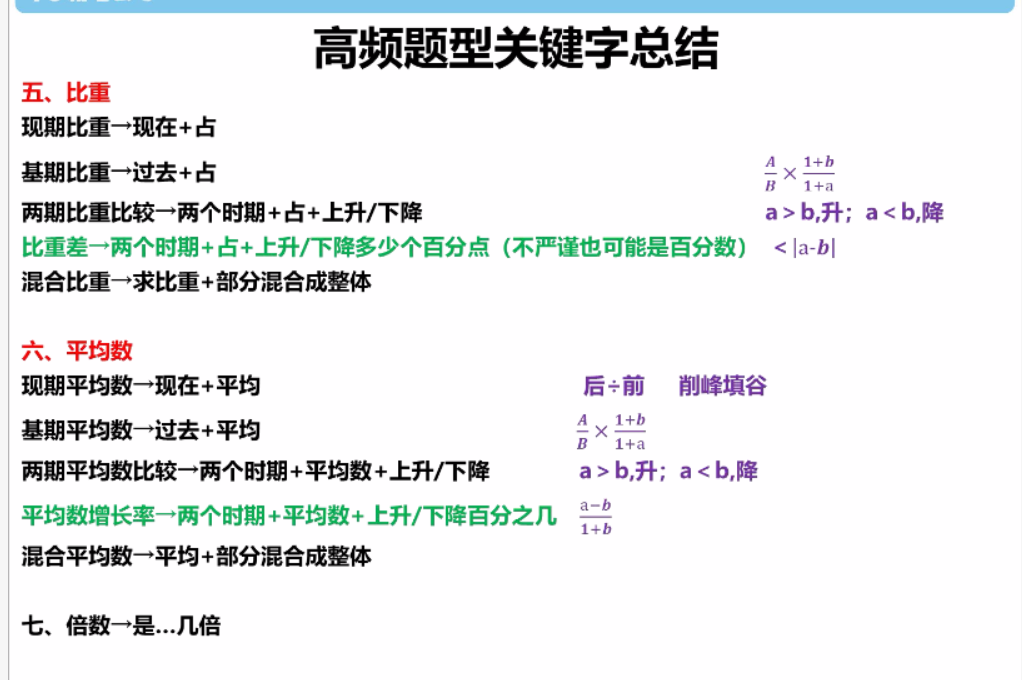 高频题型关键字总结
五、比重
现期比重→现在+占
基期比重→过去+占 A/B × (1+b)/(1+a)
两期比重比较→两个时期+占+上升/下降 a＞b,升；a＜b,降
比重差→两个时期+占+上升/下降多少个百分点（不严谨也可能是百分数） ＜|a-b|
混合比重→求比重+部分混合成整体
六、平均数
现期平均数→现在+平均 后÷前 削峰填谷
基期平均数→过去+平均 A/B × (1+b)/(1+a)
两期平均数比较→两个时期+平均数+上升/下降 a＞b,升；a＜b,降
平均数增长率→两个时期+平均数+上升/下降百分之几 (a−b)/(1+b)
混合平均数→平均+部分混合成整体
七、倍数→是...几倍